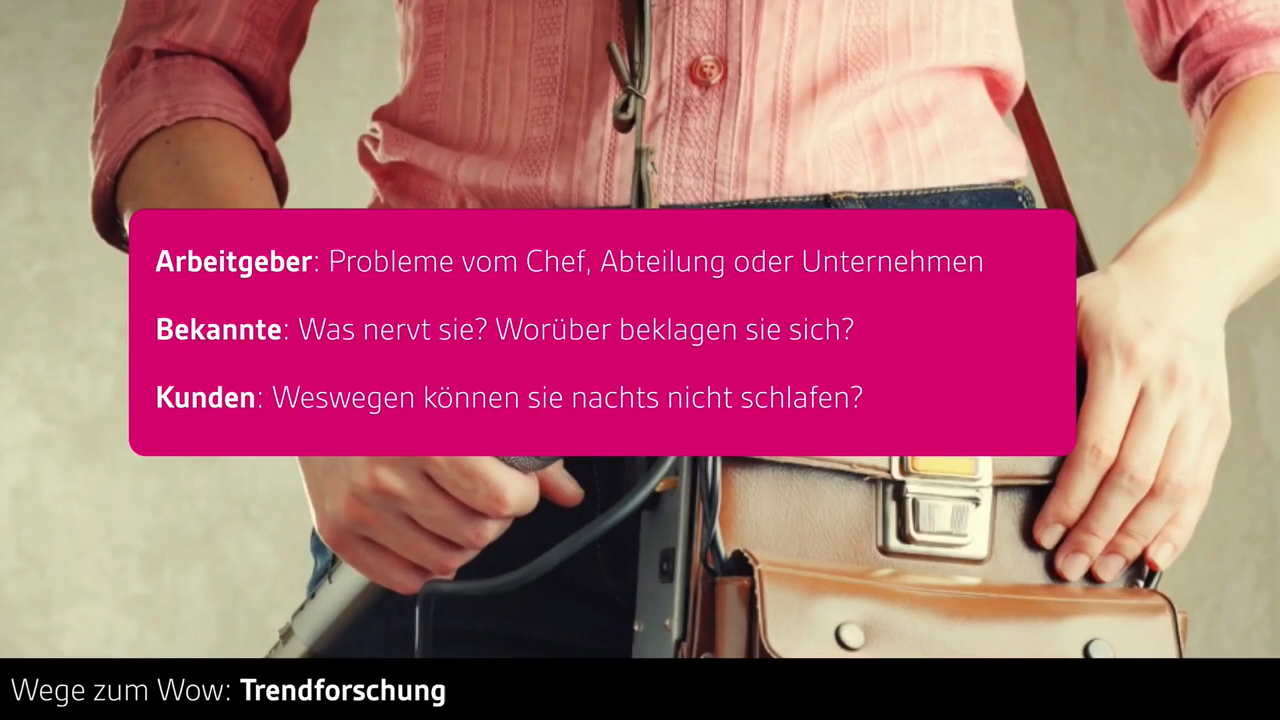 Arbeitgeber: Probleme vom Chef, Abteilung oder Unternehmen
Bekannte: Was nervt sie? Worüber beklagen sie sich?
Kunden: Weswegen können sie nachts nicht schlafen?
Wege zum Wow: Trendforschung